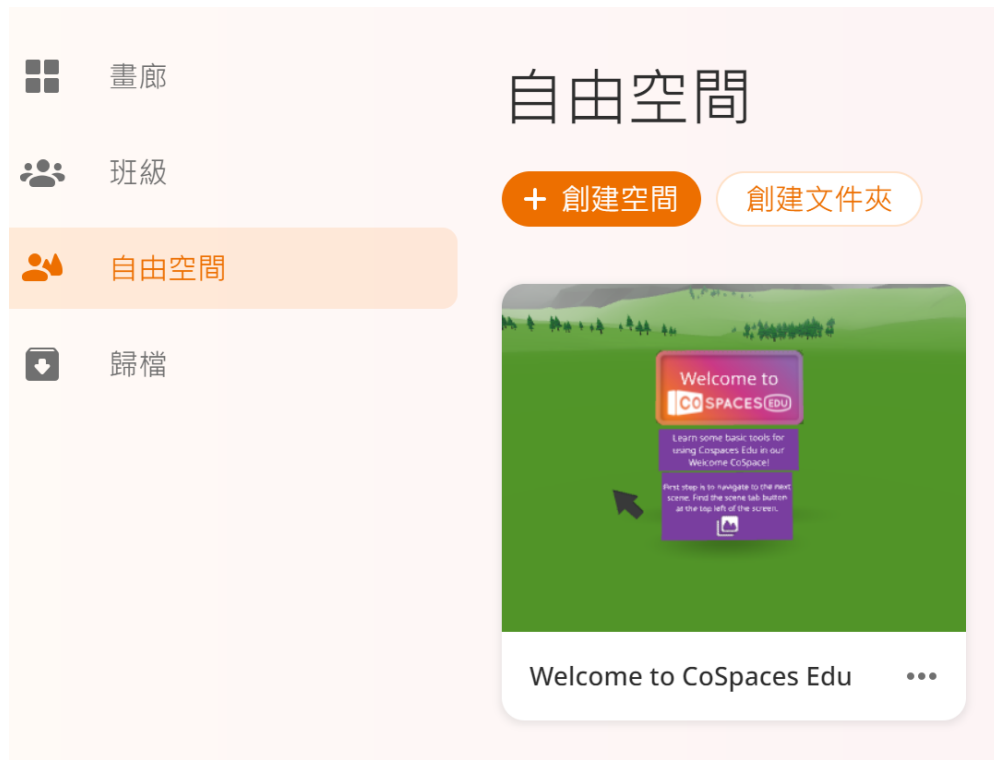 畫廊
班級
自由空間
歸檔
自由空間
+ 創建空間
創建文件夾
Welcome to
CO SPACES EDU
Learn some basic tools for
using Cospaces Edu in our
Welcome CoSpace!
First step is to navigate to the next
scene. Find the scene tab button
at the top left of the screen.
Welcome to CoSpaces Edu